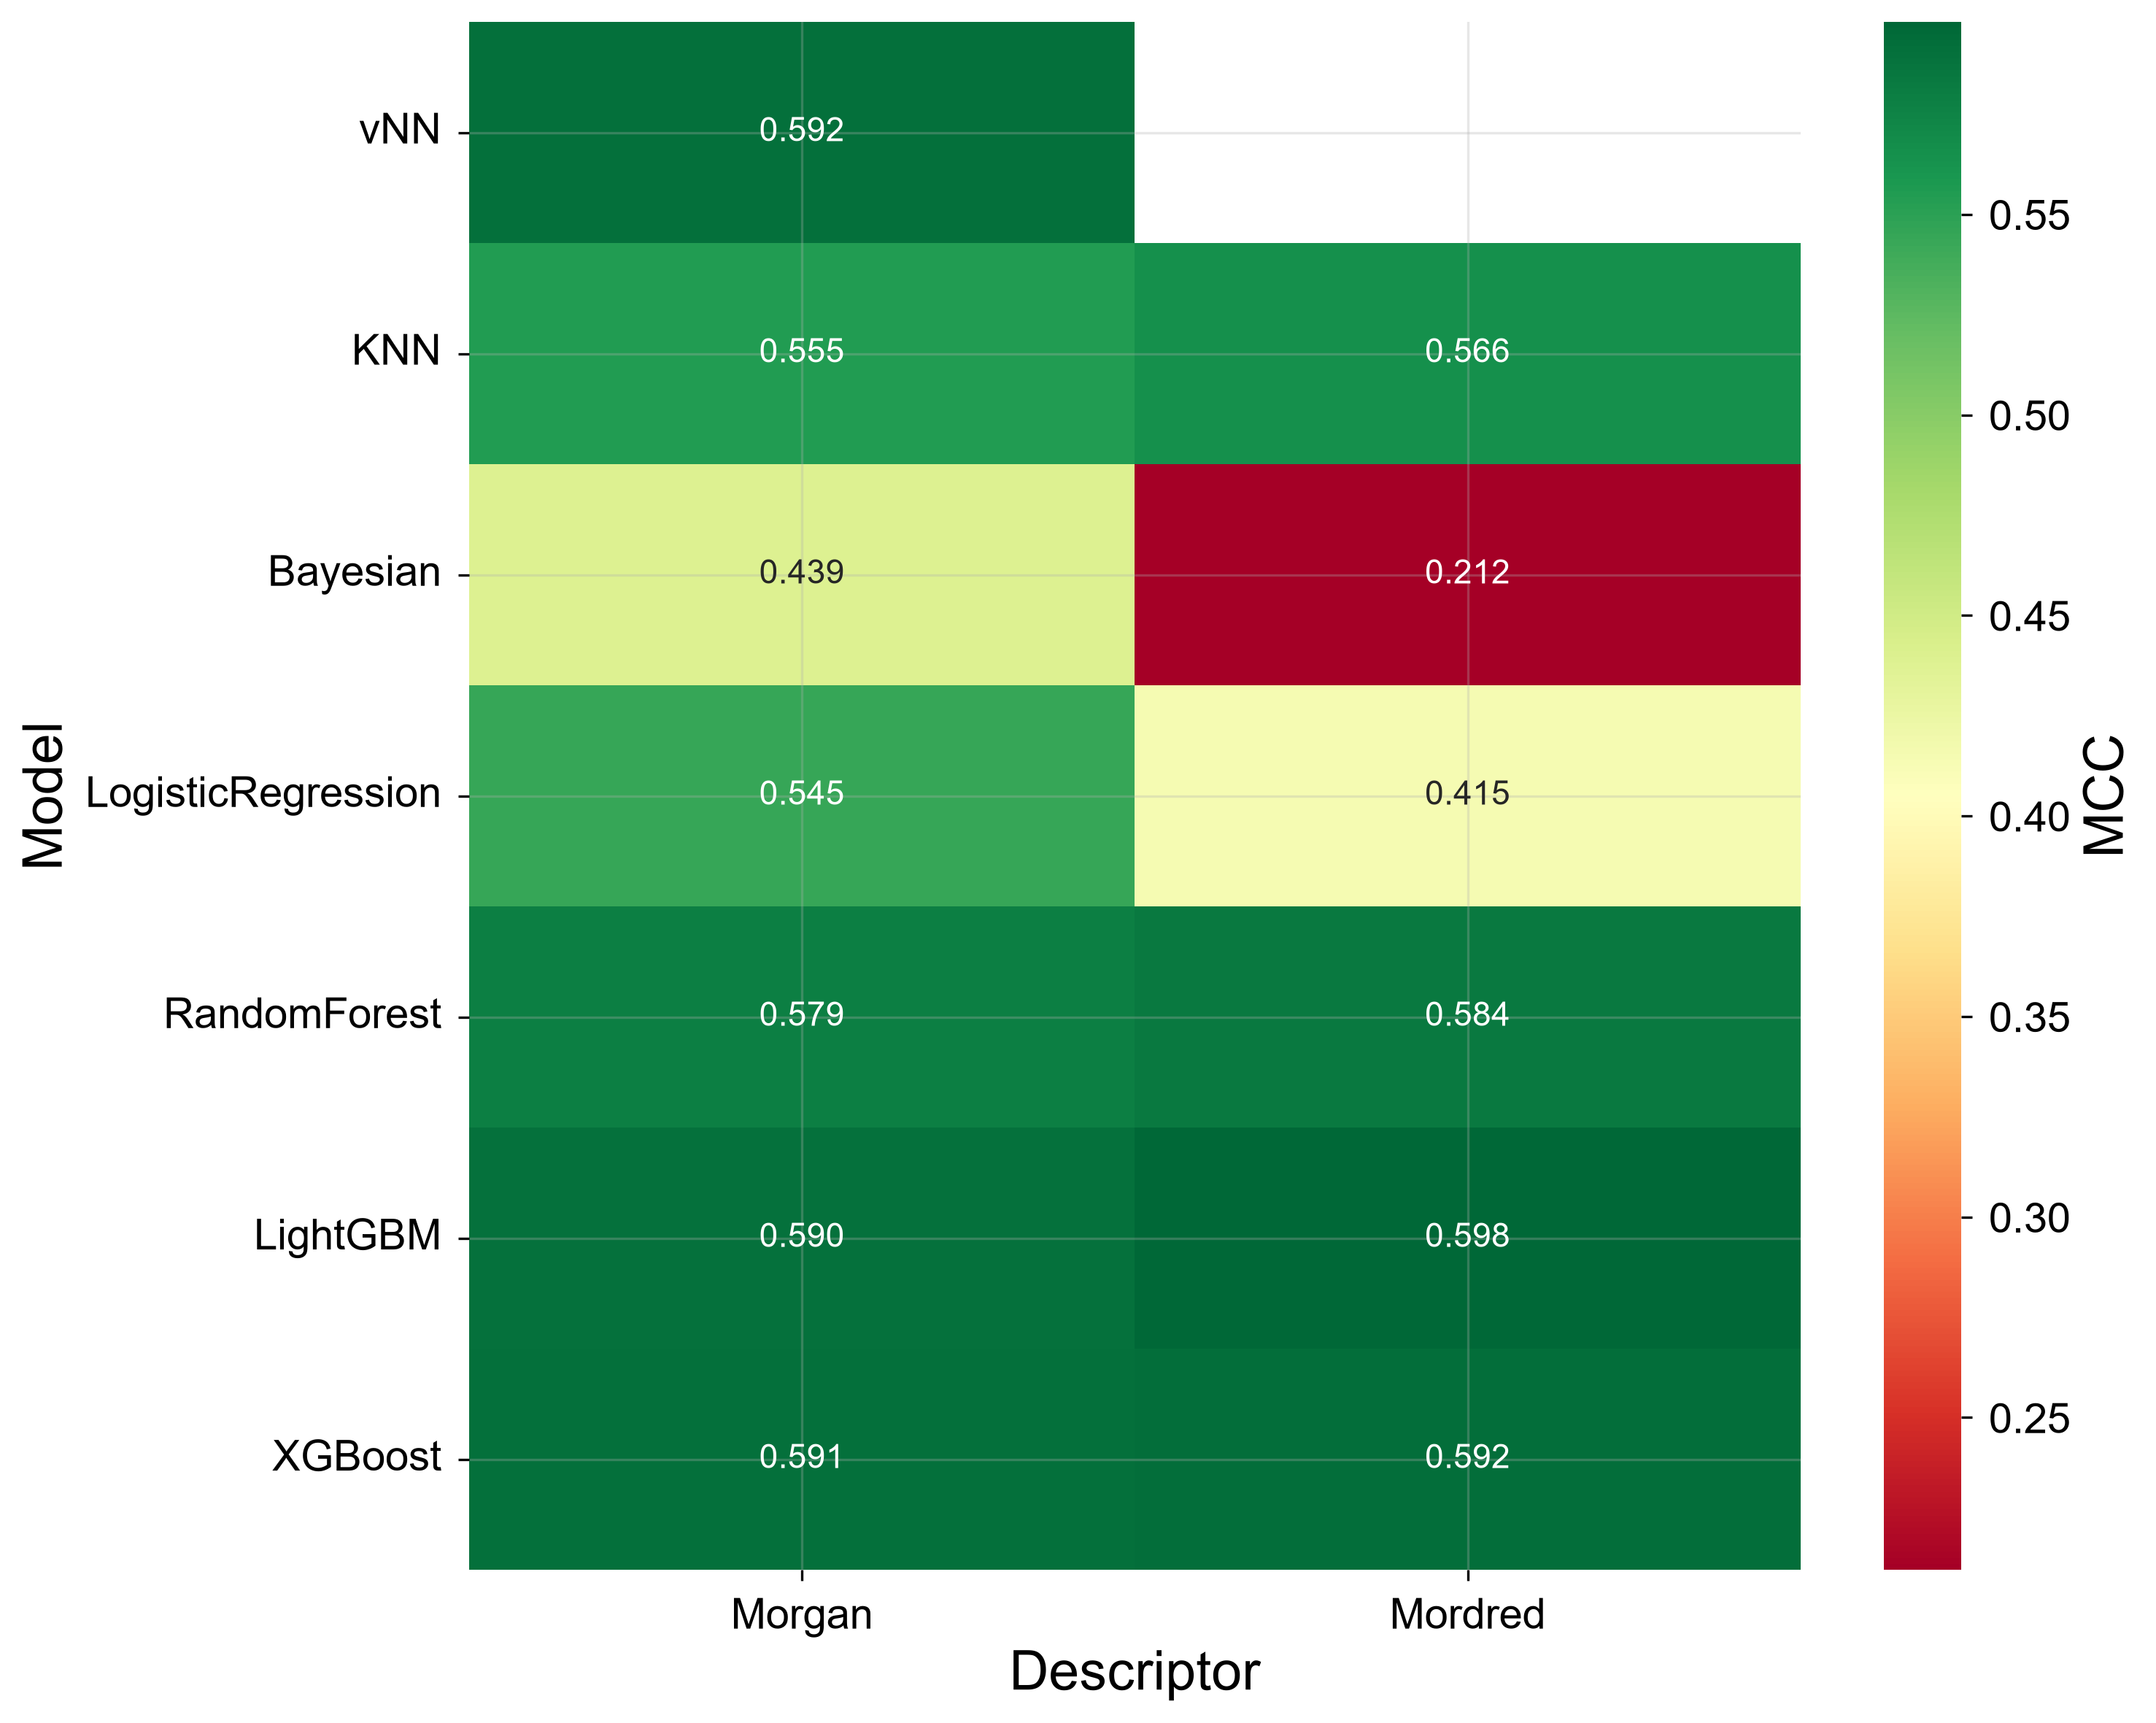 vNN
0.592
KNN
0.555
0.566
Bayesian
0.439
0.212
LogisticRegression
0.545
0.415
RandomForest
0.579
0.584
LightGBM
0.590
0.598
XGBoost
0.591
0.592
Morgan
Mordred
Descriptor
Model
0.55
0.50
0.45
0.40
0.35
0.30
0.25
MCC